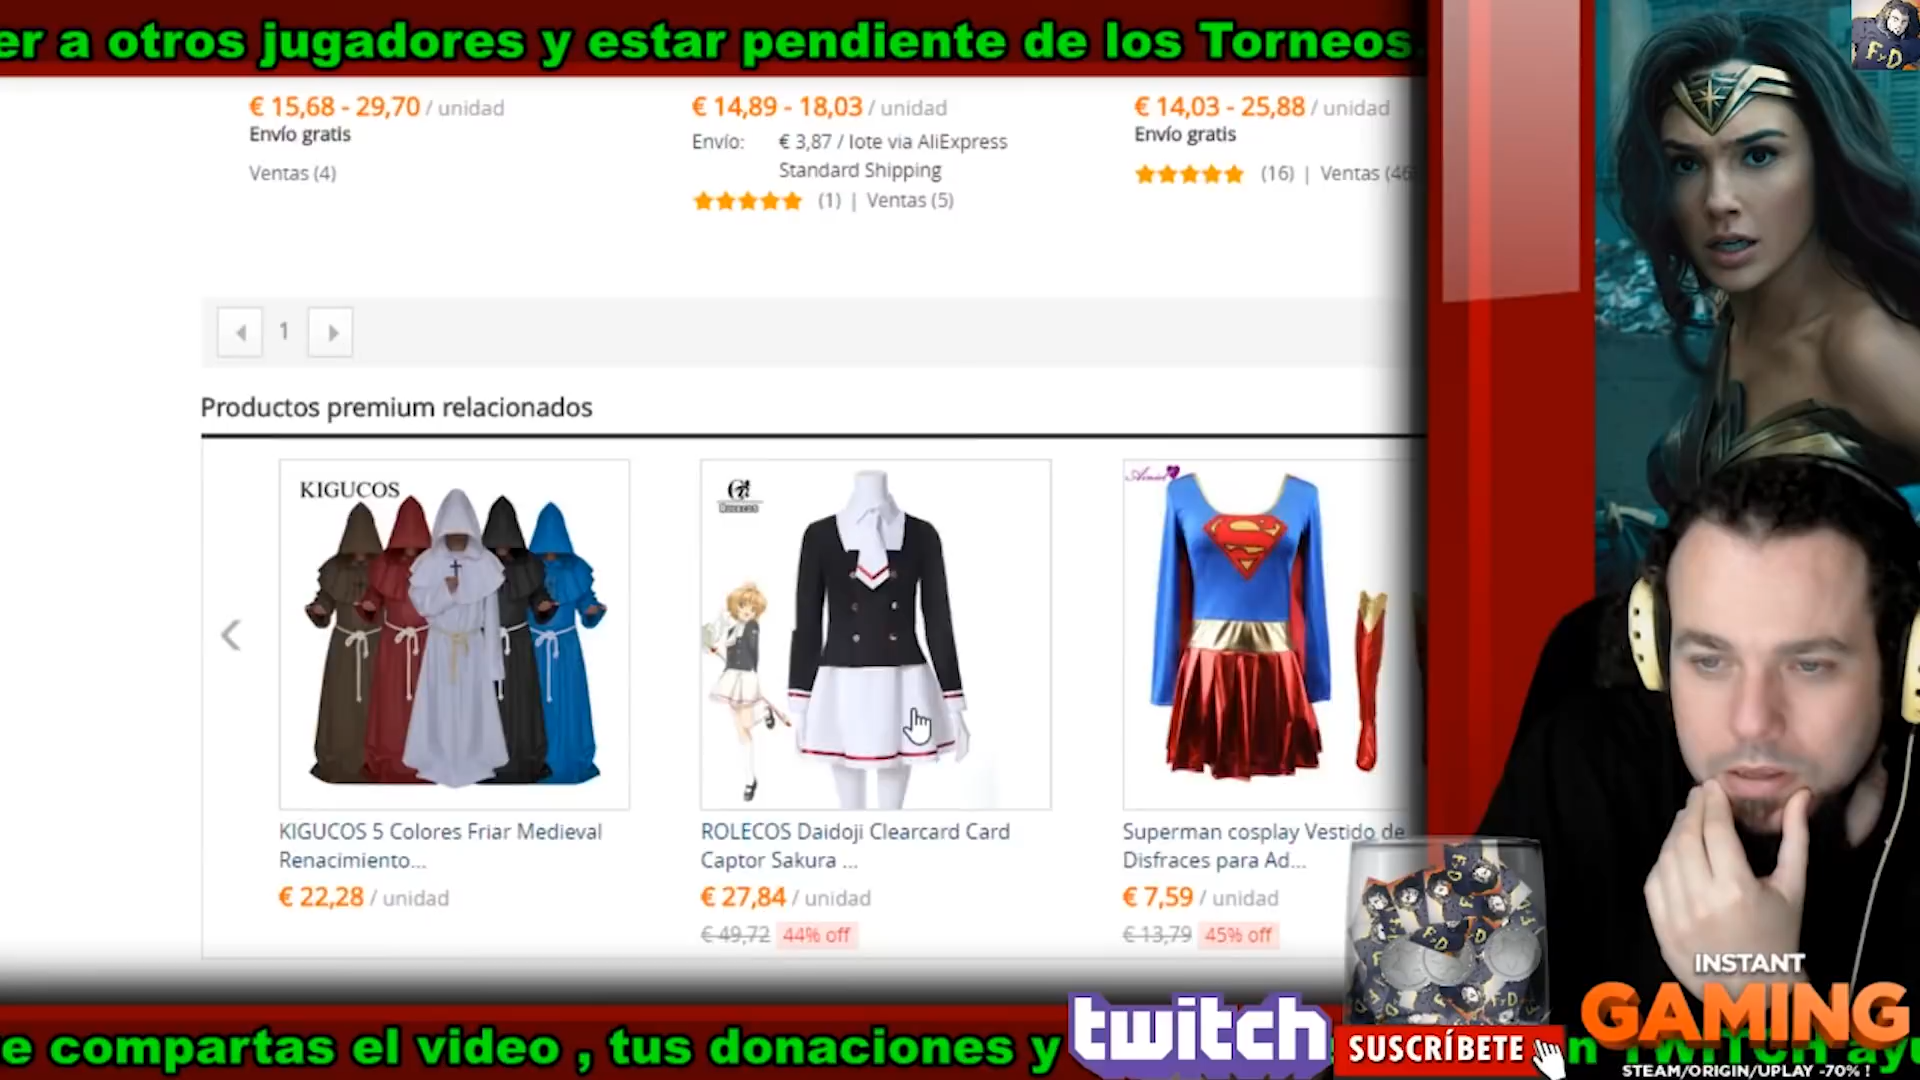 er a otros jugadores y estar pendiente de los Torneos.
€ 15,68 - 29,70 / unidad
Envío gratis
Ventas (4)
€ 14,89 - 18,03 / unidad
Envío: € 3,87 / lote via AliExpress
Standard Shipping
(1) | Ventas (5)
€ 14,03 - 25,88 / unidad
Envío gratis
(16) | Ventas (46
1
Productos premium relacionados
KIGUCOS
KIGUCOS 5 Colores Friar Medieval
Renacimiento...
€ 22,28 / unidad
ROLECOS
ROLECOS Daidoji Clearcard Card
Captor Sakura ...
€ 27,84 / unidad
€ 49,72 44% off
Superman cosplay Vestido de
Disfraces para Ad...
€ 7,59 / unidad
€ 13,79 45% off
FyD
e compartas el video , tus donaciones y
twitch
SUSCRÍBETE
INSTANT
GAMING
STEAM/ORIGIN/UPLAY -70% !